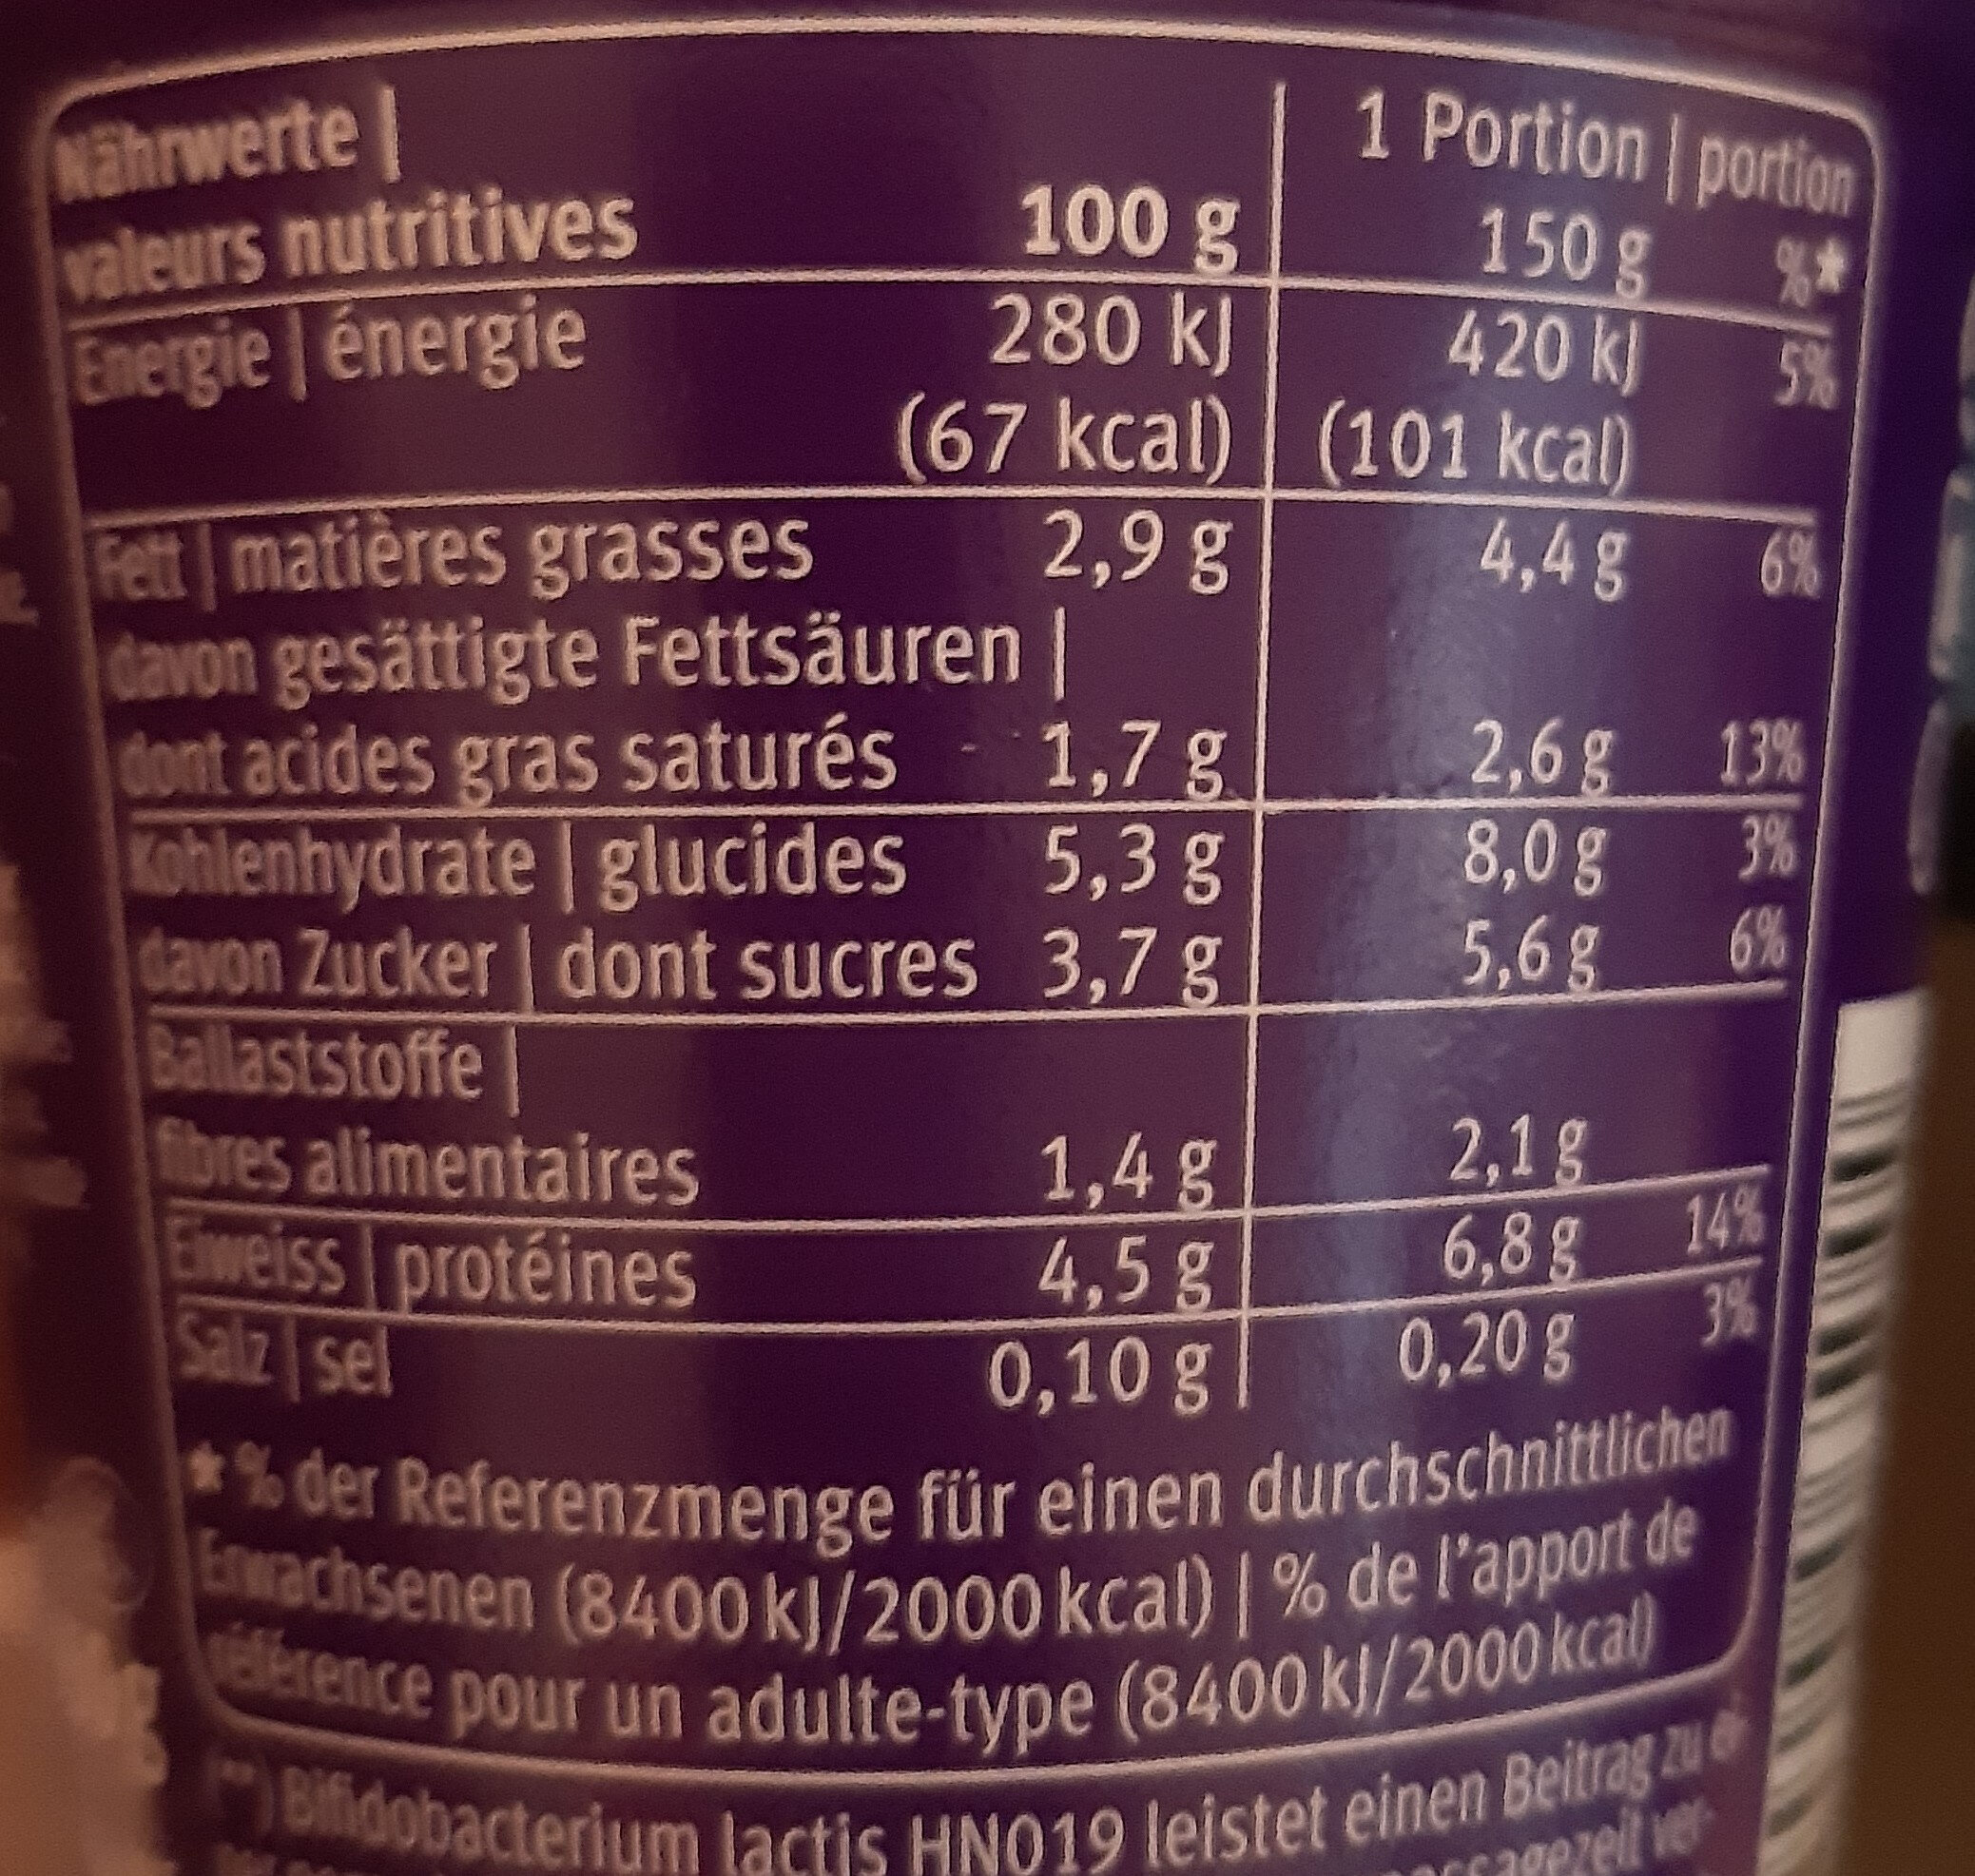 Nährwerte | 1 Portion | portion
valeurs nutritives 100 g 150 g %*
Energie | énergie 280 kJ 420 kJ 5%
(67 kcal) (101 kcal)
Fett | matières grasses 2,9 g 4,4 g 6%
davon gesättigte Fettsäuren |
dont acides gras saturés 1,7 g 2,6 g 13%
Kohlenhydrate | glucides 5,3 g 8,0 g 3%
davon Zucker | dont sucres 3,7 g 5,6 g 6%
Ballaststoffe |
fibres alimentaires 1,4 g 2,1 g
Eiweiss | protéines 4,5 g 6,8 g 14%
Salz | sel 0,10 g 0,20 g 3%
* % der Referenzmenge für einen durchschnittlichen
Erwachsenen (8400 kJ/2000 kcal) | % de l'apport de
référence pour un adulte-type (8400 kJ/2000 kcal)
(**) Bifidobacterium lactis HN019 leistet einen Beitrag zu